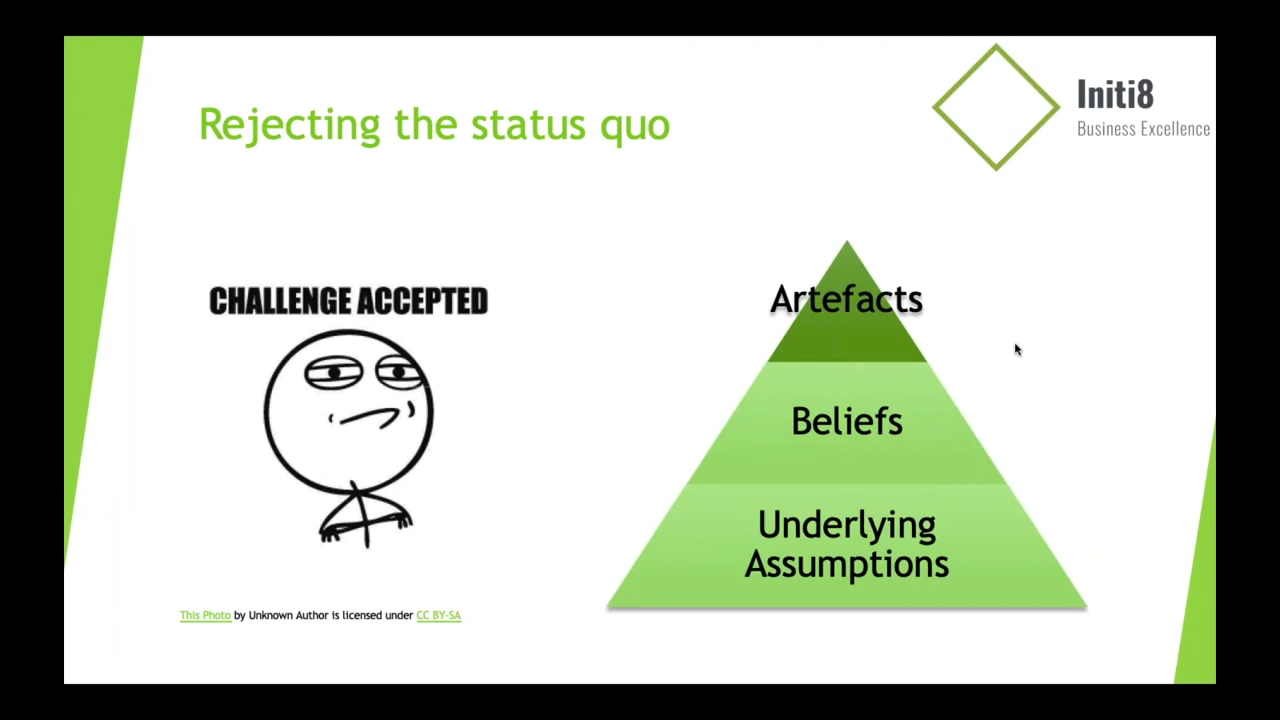 Rejecting the status quo
Initi8
Business Excellence
CHALLENGE ACCEPTED
Artefacts
Beliefs
Underlying
Assumptions
This Photo by Unknown Author is licensed under CC BY-SA